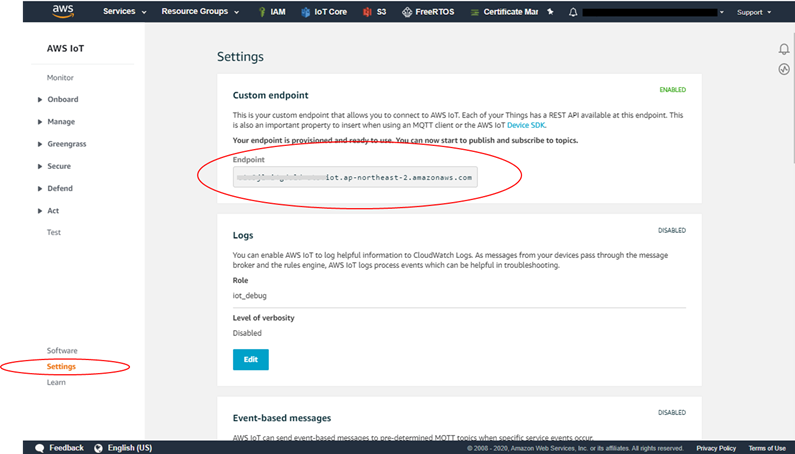 aws
Services
Resource Groups
IAM
IoT Core
S3
FreeRTOS
Certificate Mar
Support
AWS IoT
Monitor
Onboard
Manage
Greengrass
Secure
Defend
Act
Test
Software
Settings
Learn
Settings
Custom endpoint
ENABLED
This is your custom endpoint that allows you to connect to AWS IoT. Each of your Things has a REST API available at this endpoint. This
is also an important property to insert when using an MQTT client or the AWS IoT Device SDK.
Your endpoint is provisioned and ready to use. You can now start to publish and subscribe to topics.
Endpoint
iot.ap-northeast-2.amazonaws.com
Logs
DISABLED
You can enable AWS IoT to log helpful information to CloudWatch Logs. As messages from your devices pass through the message
broker and the rules engine, AWS IoT logs process events which can be helpful in troubleshooting.
Role
iot_debug
Level of verbosity
Disabled
Edit
Event-based messages
DISABLED
AWS IoT can send event-based messages to pre-determined MQTT topics when specific service events occur.
Feedback
English (US)
© 2008 - 2020, Amazon Web Services, Inc. or its affiliates. All rights reserved.
Privacy Policy
Terms of Use